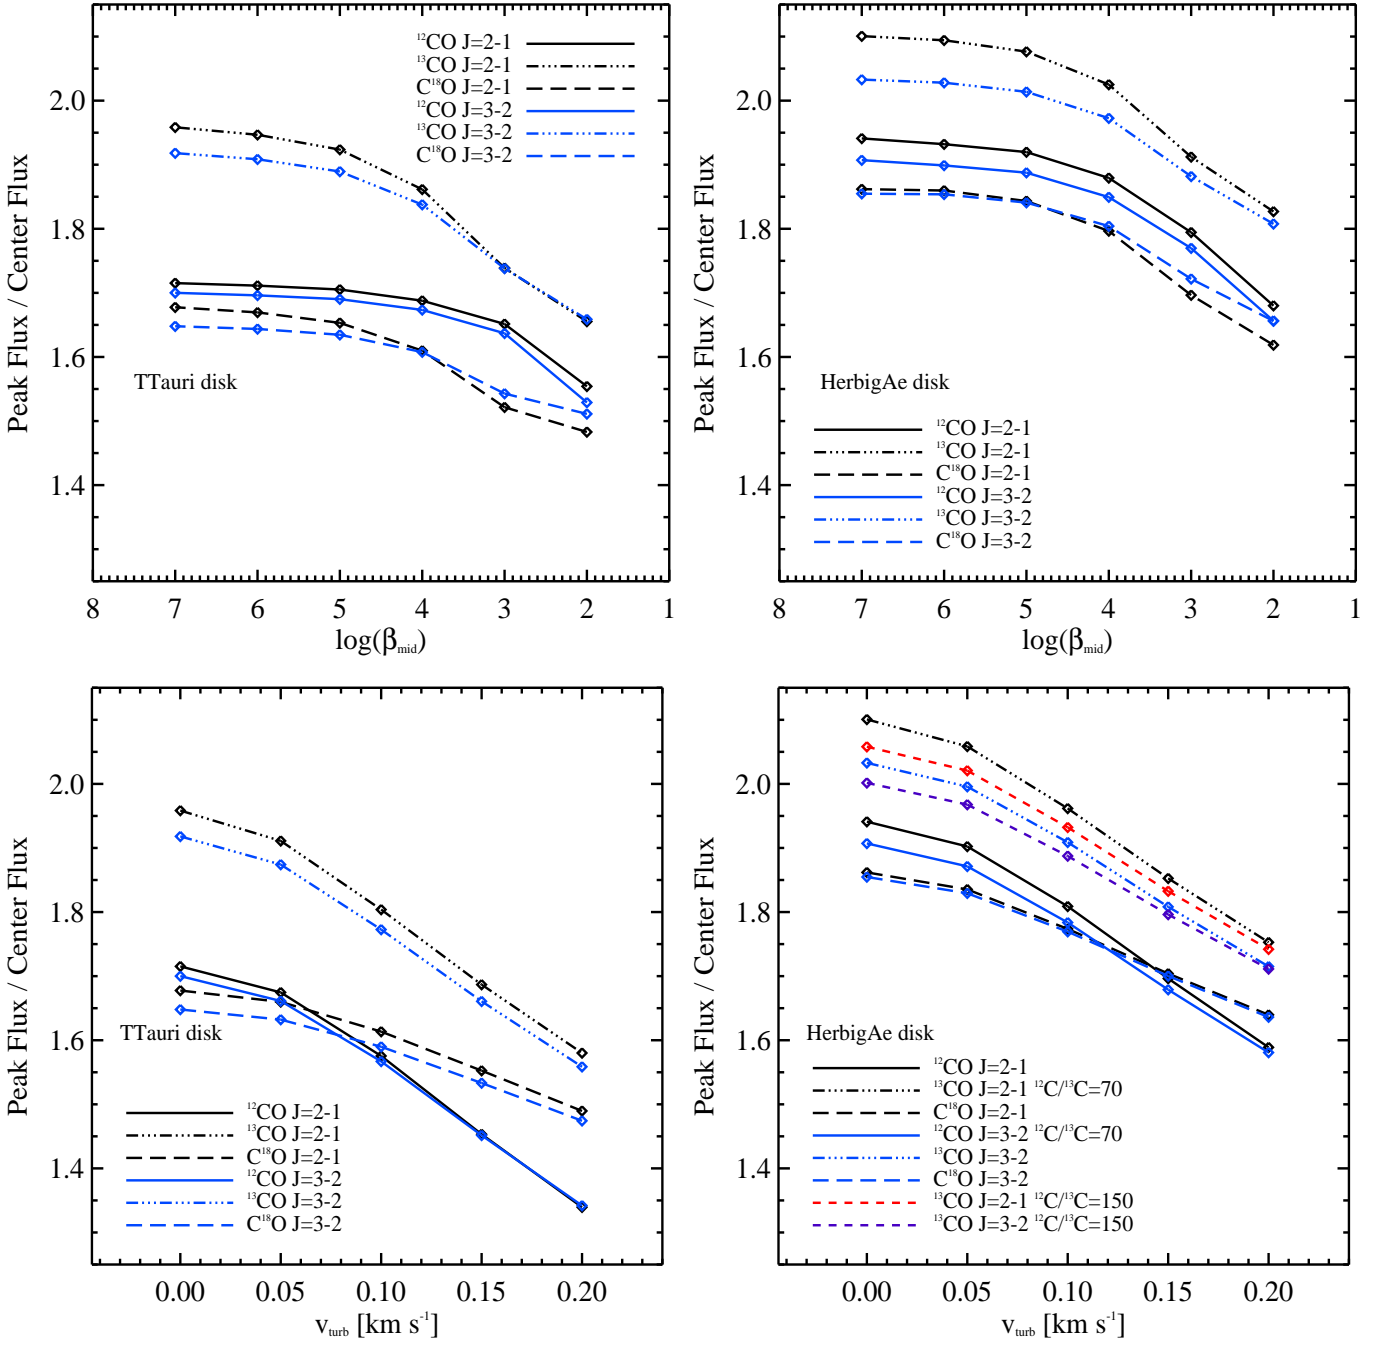 ¹²CO J=2-1
¹³CO J=2-1
C¹⁸O J=2-1
¹²CO J=3-2
¹³CO J=3-2
C¹⁸O J=3-2
2.0
1.8
1.6
1.4
Peak Flux / Center Flux
TTauri disk
8 7 6 5 4 3 2 1
log(β_mid)
2.0
1.8
1.6
1.4
Peak Flux / Center Flux
HerbigAe disk
¹²CO J=2-1
¹³CO J=2-1
C¹⁸O J=2-1
¹²CO J=3-2
¹³CO J=3-2
C¹⁸O J=3-2
8 7 6 5 4 3 2 1
log(β_mid)
2.0
1.8
1.6
1.4
Peak Flux / Center Flux
TTauri disk
¹²CO J=2-1
¹³CO J=2-1
C¹⁸O J=2-1
¹²CO J=3-2
¹³CO J=3-2
C¹⁸O J=3-2
0.00 0.05 0.10 0.15 0.20
v_turb [km s⁻¹]
2.0
1.8
1.6
1.4
Peak Flux / Center Flux
HerbigAe disk
¹²CO J=2-1
¹³CO J=2-1 ¹²C/¹³C=70
C¹⁸O J=2-1
¹²CO J=3-2 ¹²C/¹³C=70
¹³CO J=3-2
C¹⁸O J=3-2
¹³CO J=2-1 ¹²C/¹³C=150
¹³CO J=3-2 ¹²C/¹³C=150
0.00 0.05 0.10 0.15 0.20
v_turb [km s⁻¹]